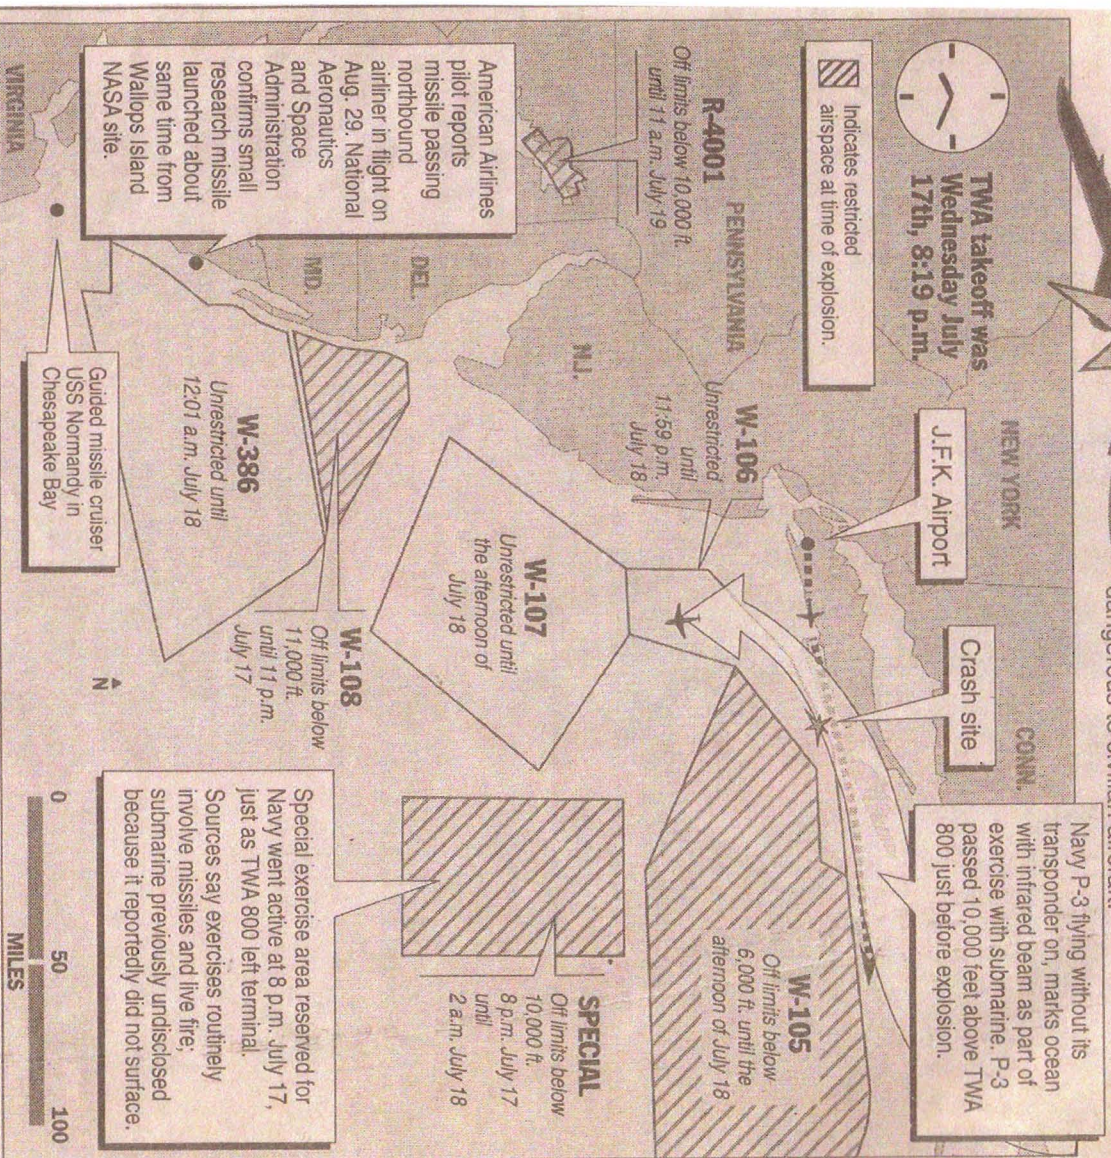 TWA takeoff was
Wednesday July
17th, 8:19 p.m.
Indicates restricted
airspace at time of explosion.
NEW YORK
CONN.
J.F.K. Airport
Crash site
Navy P-3 flying without its
transponder on, marks ocean
with infrared beam as part of
exercise with submarine. P-3
passed 10,000 feet above TWA
800 just before explosion.
PENNSYLVANIA
R-4001
Off limits below 10,000 ft.
until 11 a.m. July 19
W-106
Unrestricted
until
11:59 p.m.
July 18
N.J.
W-105
Off limits below
6,000 ft. until the
afternoon of July 18
W-107
Unrestricted until
the afternoon of
July 18
SPECIAL
Off limits below
10,000 ft.
8 p.m. July 17
until
2 a.m. July 18
American Airlines
pilot reports
missile passing
northbound
airliner in flight on
Aug. 29. National
Aeronautics
and Space
Administration
confirms small
research missile
launched about
same time from
Wallops Island
NASA site.
DEL.
MD.
W-108
Off limits below
11,000 ft.
until 11 p.m.
July 17
W-386
Unrestricted until
12:01 a.m. July 18
Special exercise area reserved for
Navy went active at 8 p.m. July 17,
just as TWA 800 left terminal.
Sources say exercises routinely
involve missiles and live fire;
submarine previously undisclosed
because it reportedly did not surface.
VIRGINIA
Guided missile cruiser
USS Normandy in
Chesapeake Bay
N
0 50 100
MILES